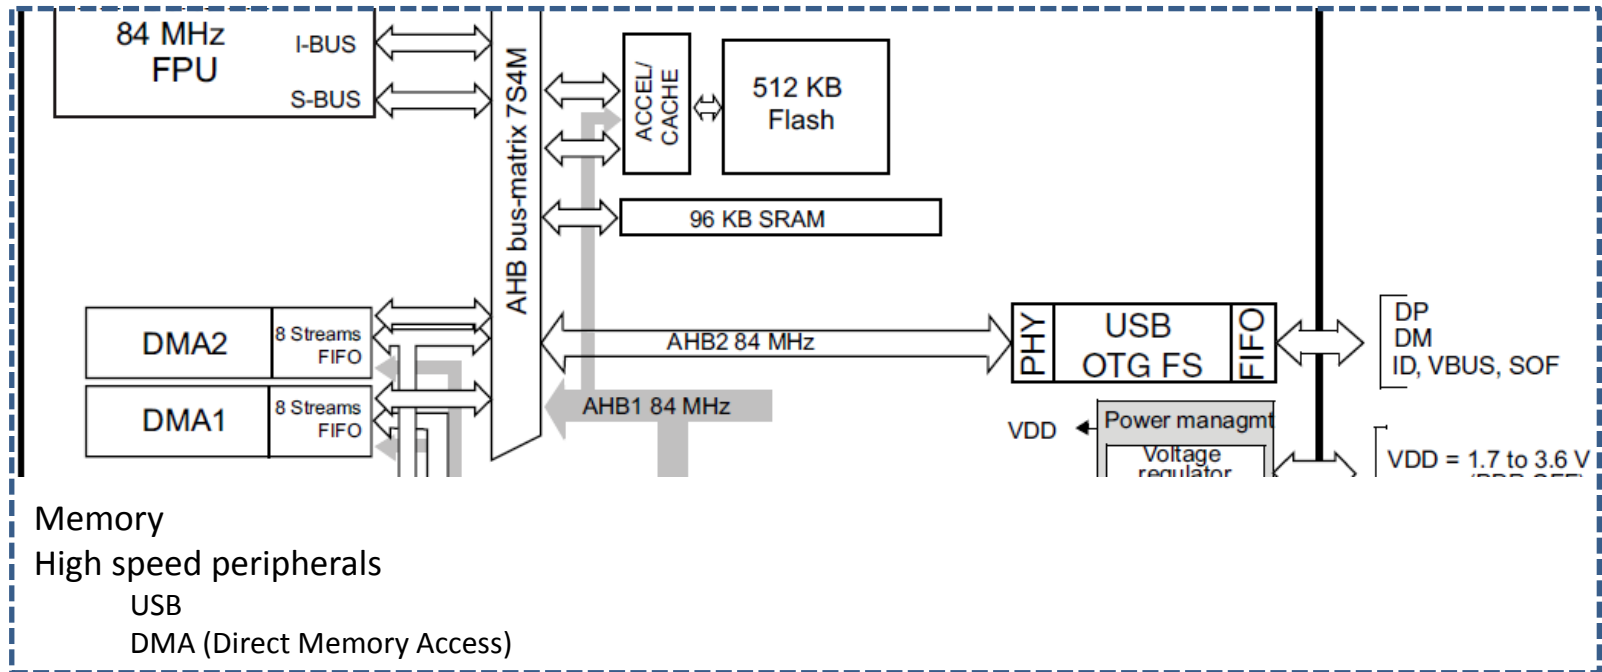 84 MHz
FPU
I-BUS
S-BUS
AHB bus-matrix 7S4M
ACCEL/
CACHE
512 KB
Flash
96 KB SRAM
DMA2
8 Streams
FIFO
AHB2 84 MHz
PHY
USB
OTG FS
FIFO
DP
DM
ID, VBUS, SOF
DMA1
8 Streams
FIFO
AHB1 84 MHz
VDD
Power managmt
Voltage
regulator
VDD = 1.7 to 3.6 V
Memory
High speed peripherals
USB
DMA (Direct Memory Access)